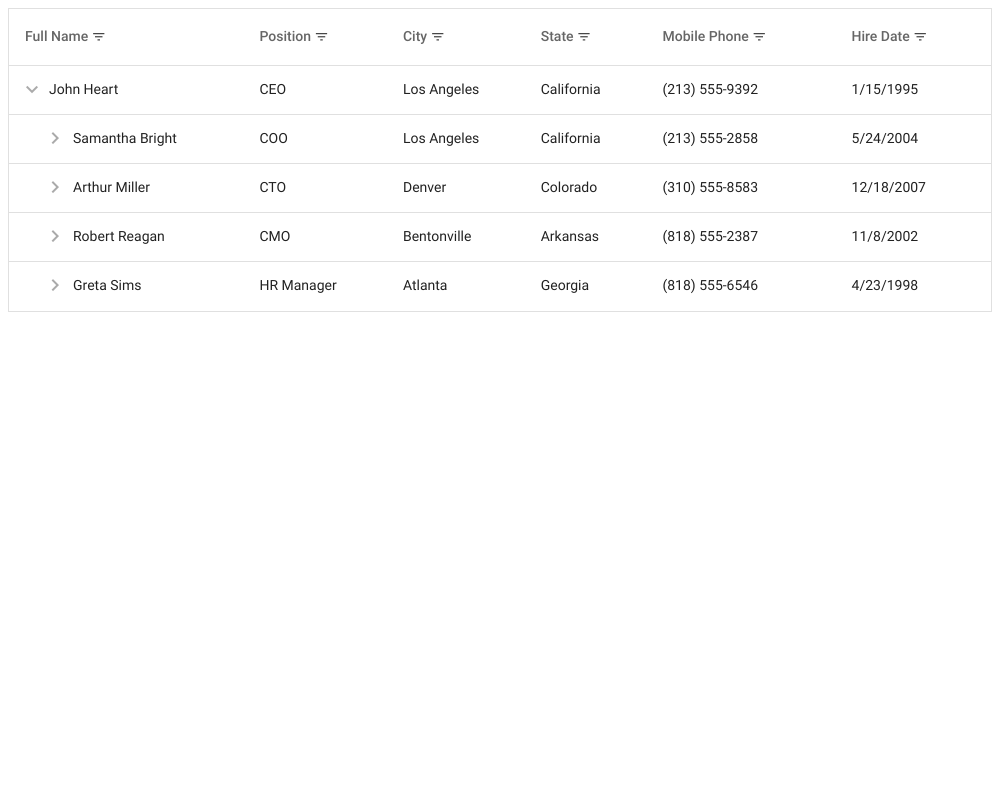 Full Name Position City State Mobile Phone Hire Date
John Heart CEO Los Angeles California (213) 555-9392 1/15/1995
Samantha Bright COO Los Angeles California (213) 555-2858 5/24/2004
Arthur Miller CTO Denver Colorado (310) 555-8583 12/18/2007
Robert Reagan CMO Bentonville Arkansas (818) 555-2387 11/8/2002
Greta Sims HR Manager Atlanta Georgia (818) 555-6546 4/23/1998